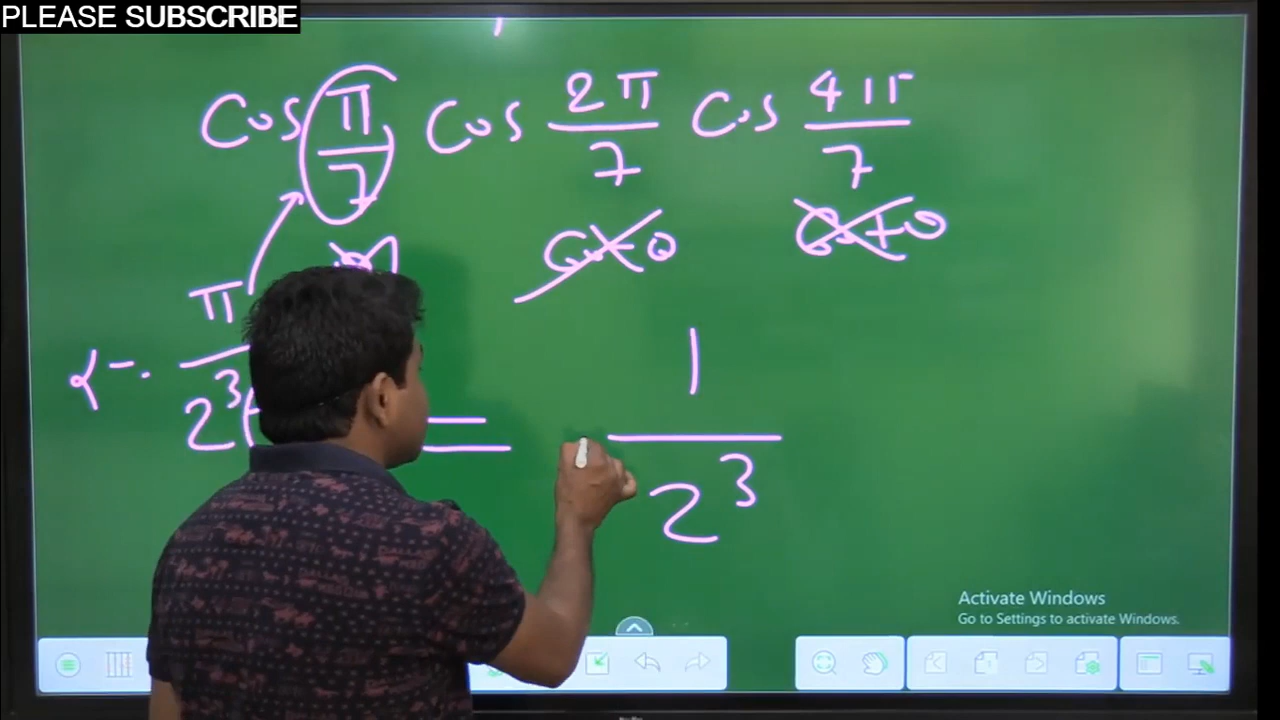 PLEASE SUBSCRIBE
Cos π/7 Cos 2π/7 Cos 4π/7
π
2³(
=
1
2³
Activate Windows
Go to Settings to activate Windows.